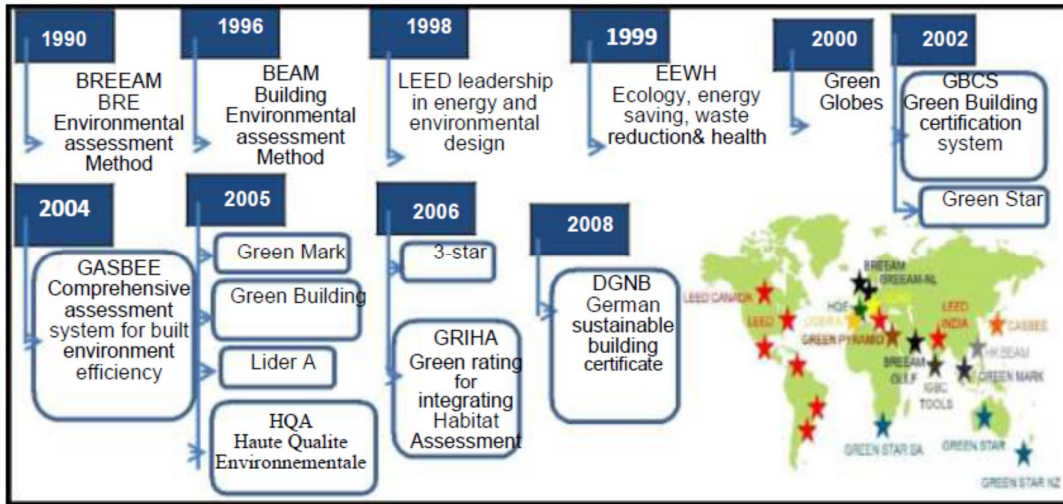 1990
BREEAM
BRE
Environmental
assessment
Method
1996
BEAM
Building
Environmental
assessment
Method
1998
LEED leadership
in energy and
environmental
design
1999
EEWH
Ecology, energy
saving, waste
reduction& health
2000
Green
Globes
2002
GBCS
Green Building
certification
system
Green Star
2004
GASBEE
Comprehensive
assessment
system for built
environment
efficiency
2005
Green Mark
Green Building
Lider A
HQA
Haute Qualite
Environnementale
2006
3-star
GRIHA
Green rating
for
integrating
Habitat
Assessment
2008
DGNB
German
sustainable
building
certificate
BREEAM
BREEAM-NL
LEED CANADA
HQE
LEED
GREEN PYRAMID
LEED
INDIA
CASBEE
HK BEAM
BREEAM
GULF
GREEN MARK
IGBC
TOOLS
GREEN STAR SA
GREEN STAR
GREEN STAR NZ